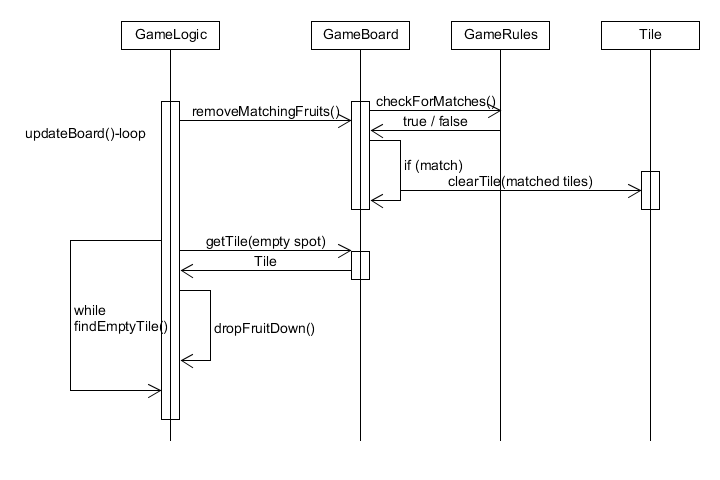 GameLogic
GameBoard
GameRules
Tile
checkForMatches()
removeMatchingFruits()
true / false
updateBoard()-loop
if (match)
clearTile(matched tiles)
getTile(empty spot)
Tile
while
findEmptyTile()
dropFruitDown()